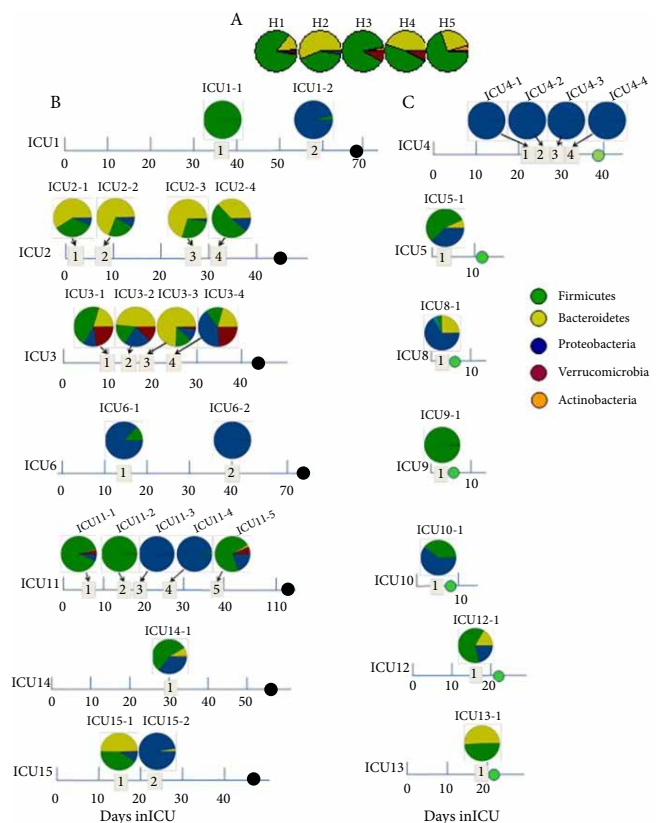 A
H1 H2 H3 H4 H5
B
ICU1-1 ICU1-2
ICU1
1 2
0 10 20 30 40 50 60 70
ICU2-1 ICU2-2 ICU2-3 ICU2-4
ICU2
1 2 3 4
0 10 20 30 40
ICU3-1 ICU3-2 ICU3-3 ICU3-4
ICU3
1 2 3 4
0 10 20 30 40
ICU6-1 ICU6-2
ICU6
1 2
0 10 20 30 40 50 60 70
ICU11-1 ICU11-2 ICU11-3 ICU11-4 ICU11-5
ICU11
1 2 3 4 5
0 10 20 30 40 110
ICU14-1
ICU14
1
0 10 20 30 40 50
ICU15-1 ICU15-2
ICU15
1 2
0 10 20 30 40
Days inICU
C
ICU4-1 ICU4-2 ICU4-3 ICU4-4
ICU4
1 2 3 4
0 10 20 30 40
ICU5-1
ICU5
1
10
ICU8-1
ICU8
1
10
ICU9-1
ICU9
1
10
ICU10-1
ICU10
1
10
ICU12-1
ICU12
1
0 10 20
ICU13-1
ICU13
1
0 10 20
Days inICU
Firmicutes
Bacteroidetes
Proteobacteria
Verrucomicrobia
Actinobacteria